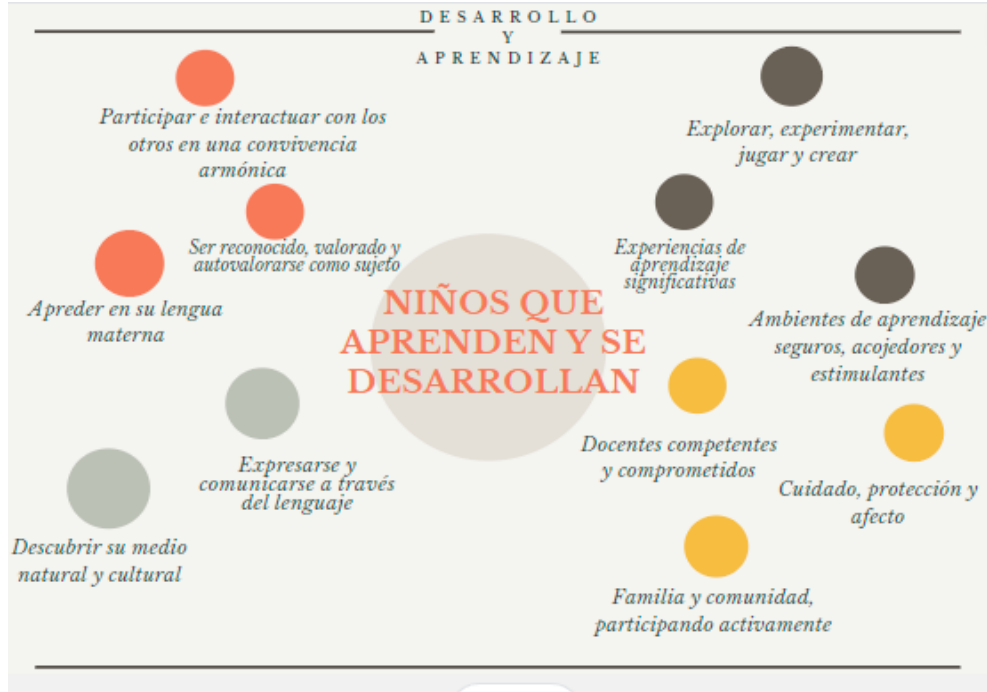 DESARROLLO
Y
APRENDIZAJE
Participar e interactuar con los
otros en una convivencia
armónica
Ser reconocido, valorado y
autovalorarse como sujeto
Apreder en su lengua
materna
Expresarse y
comunicarse a través
del lenguaje
Descubrir su medio
natural y cultural
NIÑOS QUE
APRENDEN Y SE
DESARROLLAN
Explorar, experimentar,
jugar y crear
Experiencias de
aprendizaje
significativas
Ambientes de aprendizaje
seguros, acojedores y
estimulantes
Docentes competentes
y comprometidos
Cuidado, protección y
afecto
Familia y comunidad,
participando activamente